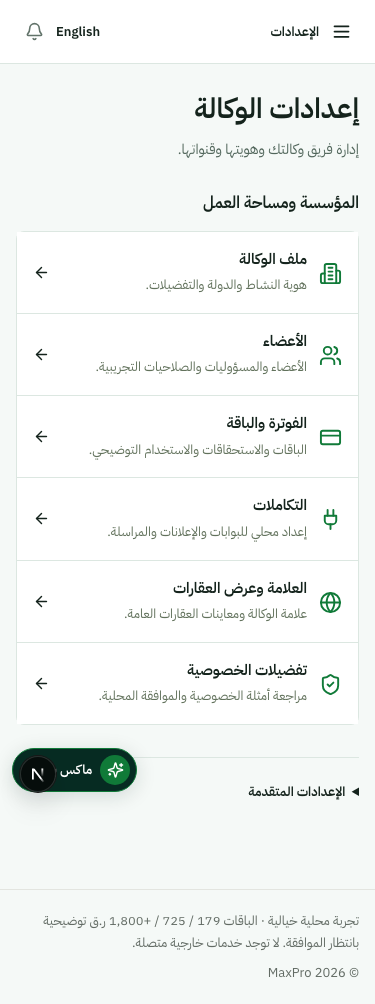 الإعدادات
English
إعدادات الوكالة
إدارة فريق وكالتك وهويتها وقنواتها.
المؤسسة ومساحة العمل
ملف الوكالة
هوية النشاط والدولة والتفضيلات.
الأعضاء
الأعضاء والمسؤوليات والصلاحيات التجريبية.
الفوترة والباقة
الباقات والاستحقاقات والاستخدام التوضيحي.
التكاملات
إعداد محلي للبوابات والإعلانات والمراسلة.
العلامة وعرض العقارات
علامة الوكالة ومعاينات العقارات العامة.
تفضيلات الخصوصية
مراجعة أمثلة الخصوصية والموافقة المحلية.
ماكس
N
الإعدادات المتقدمة
تجربة محلية خيالية · الباقات 179 / 725 / +1,800 ر.ق توضيحية
بانتظار الموافقة. لا توجد خدمات خارجية متصلة.
© 2026 MaxPro